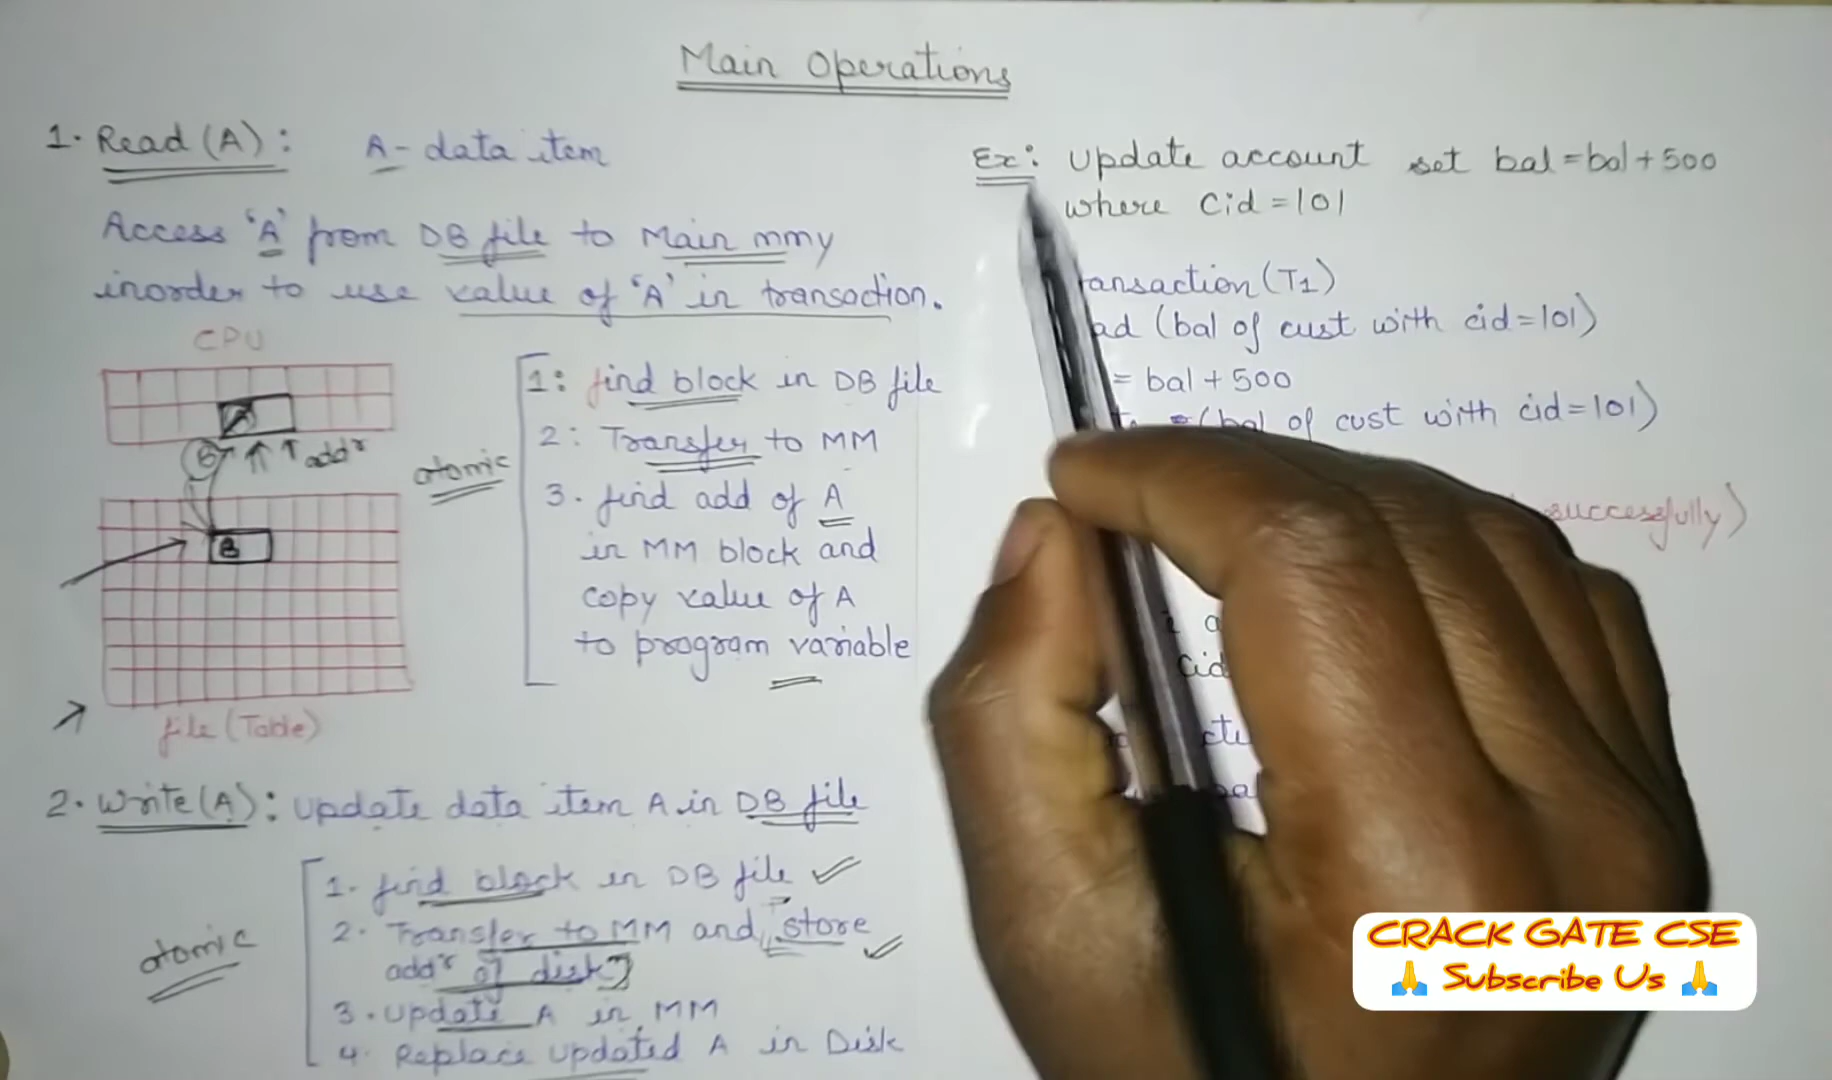 Main Operations
1. Read (A): A - data item
Access 'A' from DB file to Main mmy
inorder to use value of 'A' in transaction.
CPU
B
addr
B
file (Table)
atomic
1: find block in DB file
2: Transfer to MM
3. find add of A
in MM block and
copy value of A
to program variable
2. Write(A): update data item A in DB file
atomic
1. find block in DB file
2. Transfer to MM and store
addr of disk
3. update A in MM
4. Replace updated A in Disk
Ex: update account set bal=bal+500
where cid=101
ansaction (T1)
ad (bal of cust with cid=101)
= bal + 500
(bal of cust with cid=101)
successfully)
cid
CRACK GATE CSE
🙏 Subscribe Us 🙏